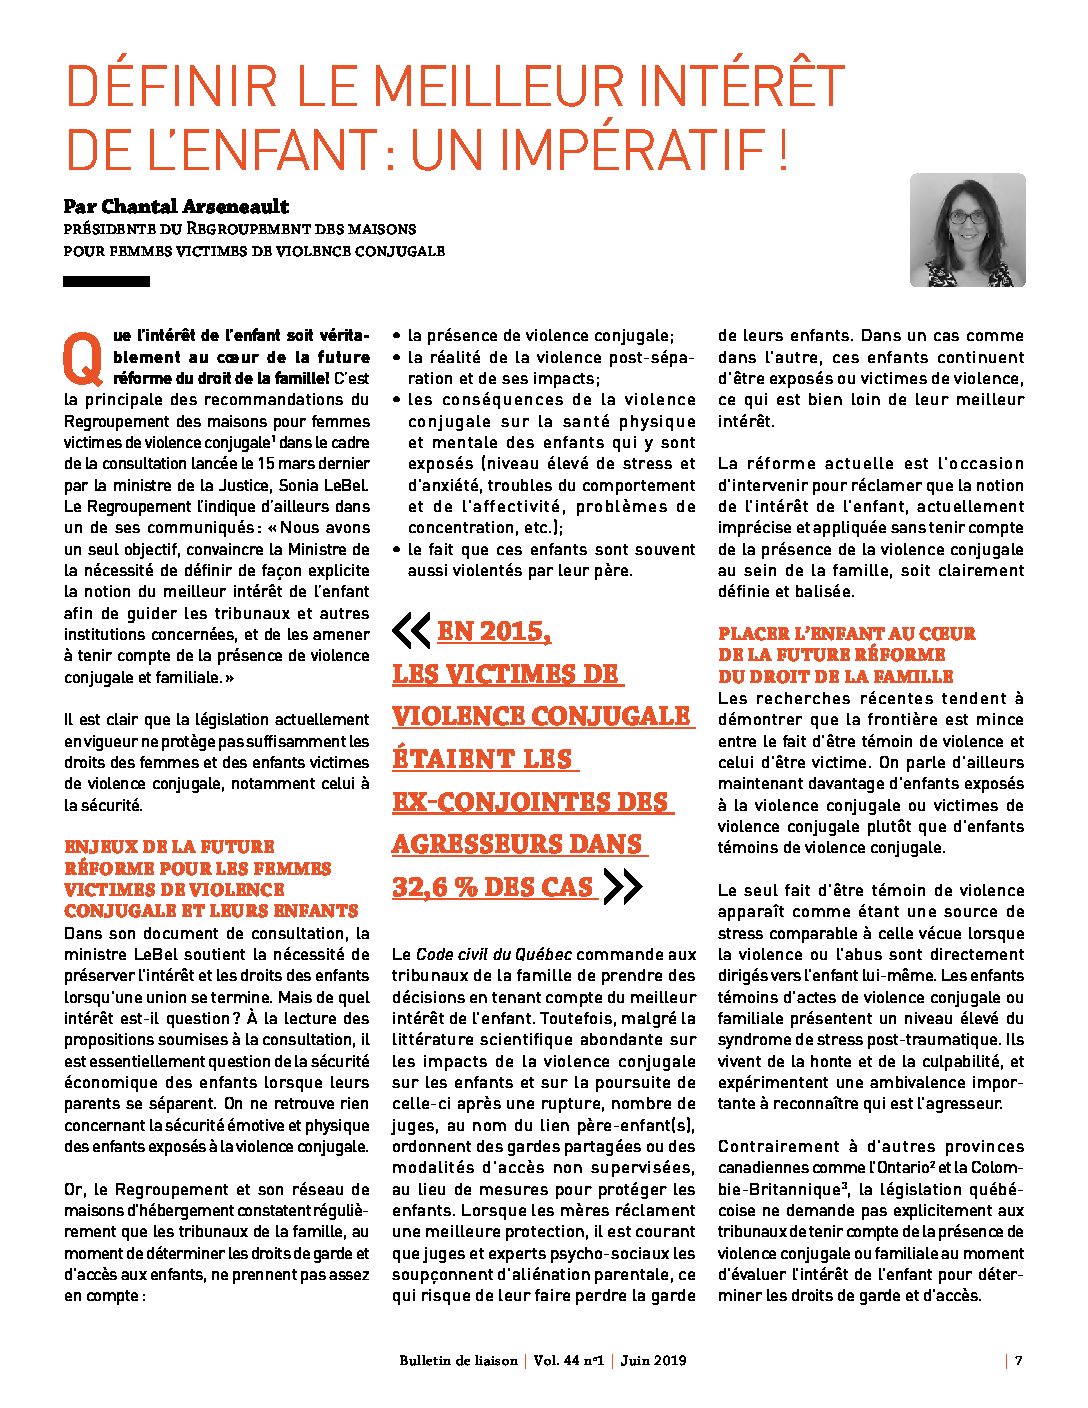 DÉFINIR LE MEILLEUR INTÉRÊT
DE L'ENFANT : UN IMPÉRATIF !
Par Chantal Arseneault
PRÉSIDENTE DU REGROUPEMENT DES MAISONS
POUR FEMMES VICTIMES DE VIOLENCE CONJUGALE
Que l'intérêt de l'enfant soit vérita-
blement au cœur de la future
réforme du droit de la famille! C'est
la principale des recommandations du
Regroupement des maisons pour femmes
victimes de violence conjugale¹ dans le cadre
de la consultation lancée le 15 mars dernier
par la ministre de la Justice, Sonia LeBel.
Le Regroupement l'indique d'ailleurs dans
un de ses communiqués : « Nous avons
un seul objectif, convaincre la Ministre de
la nécessité de définir de façon explicite
la notion du meilleur intérêt de l'enfant
afin de guider les tribunaux et autres
institutions concernées, et de les amener
à tenir compte de la présence de violence
conjugale et familiale. »
Il est clair que la législation actuellement
en vigueur ne protège pas suffisamment les
droits des femmes et des enfants victimes
de violence conjugale, notamment celui à
la sécurité.
ENJEUX DE LA FUTURE
RÉFORME POUR LES FEMMES
VICTIMES DE VIOLENCE
CONJUGALE ET LEURS ENFANTS
Dans son document de consultation, la
ministre LeBel soutient la nécessité de
préserver l'intérêt et les droits des enfants
lorsqu'une union se termine. Mais de quel
intérêt est-il question ? À la lecture des
propositions soumises à la consultation, il
est essentiellement question de la sécurité
économique des enfants lorsque leurs
parents se séparent. On ne retrouve rien
concernant la sécurité émotive et physique
des enfants exposés à la violence conjugale.
Or, le Regroupement et son réseau de
maisons d'hébergement constatent réguliè-
rement que les tribunaux de la famille, au
moment de déterminer les droits de garde et
d'accès aux enfants, ne prennent pas assez
en compte :
• la présence de violence conjugale;
• la réalité de la violence post-sépa-
ration et de ses impacts;
• les conséquences de la violence
conjugale sur la santé physique
et mentale des enfants qui y sont
exposés (niveau élevé de stress et
d'anxiété, troubles du comportement
et de l'affectivité, problèmes de
concentration, etc.);
• le fait que ces enfants sont souvent
aussi violentés par leur père.
« EN 2015,
LES VICTIMES DE
VIOLENCE CONJUGALE
ÉTAIENT LES
EX-CONJOINTES DES
AGRESSEURS DANS
32,6 % DES CAS »
Le Code civil du Québec commande aux
tribunaux de la famille de prendre des
décisions en tenant compte du meilleur
intérêt de l'enfant. Toutefois, malgré la
littérature scientifique abondante sur
les impacts de la violence conjugale
sur les enfants et sur la poursuite de
celle-ci après une rupture, nombre de
juges, au nom du lien père-enfant(s),
ordonnent des gardes partagées ou des
modalités d'accès non supervisées,
au lieu de mesures pour protéger les
enfants. Lorsque les mères réclament
une meilleure protection, il est courant
que juges et experts psycho-sociaux les
soupçonnent d'aliénation parentale, ce
qui risque de leur faire perdre la garde
de leurs enfants. Dans un cas comme
dans l'autre, ces enfants continuent
d'être exposés ou victimes de violence,
ce qui est bien loin de leur meilleur
intérêt.
La réforme actuelle est l'occasion
d'intervenir pour réclamer que la notion
de l'intérêt de l'enfant, actuellement
imprécise et appliquée sans tenir compte
de la présence de la violence conjugale
au sein de la famille, soit clairement
définie et balisée.
PLACER L'ENFANT AU CŒUR
DE LA FUTURE RÉFORME
DU DROIT DE LA FAMILLE
Les recherches récentes tendent à
démontrer que la frontière est mince
entre le fait d'être témoin de violence et
celui d'être victime. On parle d'ailleurs
maintenant davantage d'enfants exposés
à la violence conjugale ou victimes de
violence conjugale plutôt que d'enfants
témoins de violence conjugale.
Le seul fait d'être témoin de violence
apparaît comme étant une source de
stress comparable à celle vécue lorsque
la violence ou l'abus sont directement
dirigés vers l'enfant lui-même. Les enfants
témoins d'actes de violence conjugale ou
familiale présentent un niveau élevé du
syndrome de stress post-traumatique. Ils
vivent de la honte et de la culpabilité, et
expérimentent une ambivalence impor-
tante à reconnaître qui est l'agresseur.
Contrairement à d'autres provinces
canadiennes comme l'Ontario² et la Colom-
bie-Britannique³, la législation québé-
coise ne demande pas explicitement aux
tribunaux de tenir compte de la présence de
violence conjugale ou familiale au moment
d'évaluer l'intérêt de l'enfant pour déter-
miner les droits de garde et d'accès.
Bulletin de liaison | Vol. 44 nº1 | Juin 2019
| 7